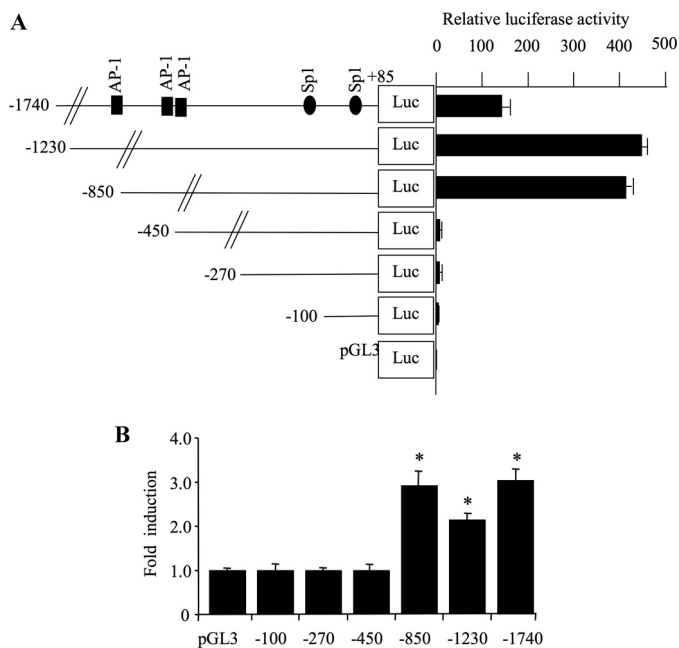 Relative luciferase activity
A
0 100 200 300 400 500
AP-1 AP-1 AP-1 Sp1 Sp1 +85
-1740 Luc
-1230 Luc
-850 Luc
-450 Luc
-270 Luc
-100 Luc
pGL3 Luc
B
Fold induction
4.0
3.0
2.0
1.0
0
* * *
pGL3 -100 -270 -450 -850 -1230 -1740